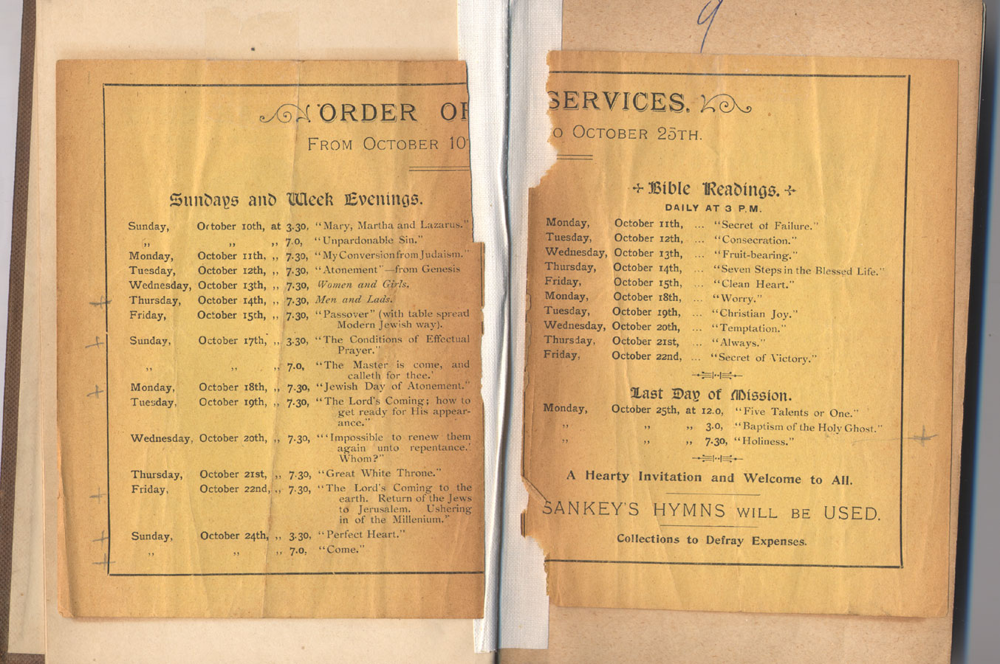 9
ORDER OF SERVICES.
FROM OCTOBER 10T O OCTOBER 25TH.
Sundays and Week Evenings.
Sunday, October 10th, at 3.30, "Mary, Martha and Lazarus."
„ „ „ 7.0, "Unpardonable Sin."
Monday, October 11th, „ 7.30, "My Conversion from Judaism."
Tuesday, October 12th, „ 7.30, "Atonement"—from Genesis
Wednesday, October 13th, „ 7.30, Women and Girls.
Thursday, October 14th, „ 7.30, Men and Lads.
Friday, October 15th, „ 7.30, "Passover" (with table spread
Modern Jewish way).
Sunday, October 17th, „ 3.30, "The Conditions of Effectual
Prayer."
„ „ „ 7.0, "The Master is come, and
calleth for thee.'
Monday, October 18th, „ 7.30, "Jewish Day of Atonement."
Tuesday, October 19th, „ 7.30, "The Lord's Coming; how to
get ready for His appear-
ance."
Wednesday, October 20th, „ 7.30, "'Impossible to renew them
again unto repentance.'
Whom?"
Thursday, October 21st, „ 7.30, "Great White Throne."
Friday, October 22nd, „ 7.30, "The Lord's Coming to the
earth. Return of the Jews
to Jerusalem. Ushering
in of the Millenium."
Sunday, October 24th, „ 3.30, "Perfect Heart."
„ „ „ 7.0, "Come."
Bible Readings.
DAILY AT 3 P.M.
Monday, October 11th, ... "Secret of Failure."
Tuesday, October 12th, ... "Consecration."
Wednesday, October 13th, ... "Fruit-bearing."
Thursday, October 14th, ... "Seven Steps in the Blessed Life."
Friday, October 15th, ... "Clean Heart."
Monday, October 18th, ... "Worry."
Tuesday, October 19th, ... "Christian Joy."
Wednesday, October 20th, ... "Temptation."
Thursday, October 21st, ... "Always."
Friday, October 22nd, ... "Secret of Victory."
Last Day of Mission.
Monday, October 25th, at 12.0, "Five Talents or One."
„ „ „ 3.0, "Baptism of the Holy Ghost."
„ „ „ 7.30, "Holiness."
A Hearty Invitation and Welcome to All.
SANKEY'S HYMNS WILL BE USED.
Collections to Defray Expenses.